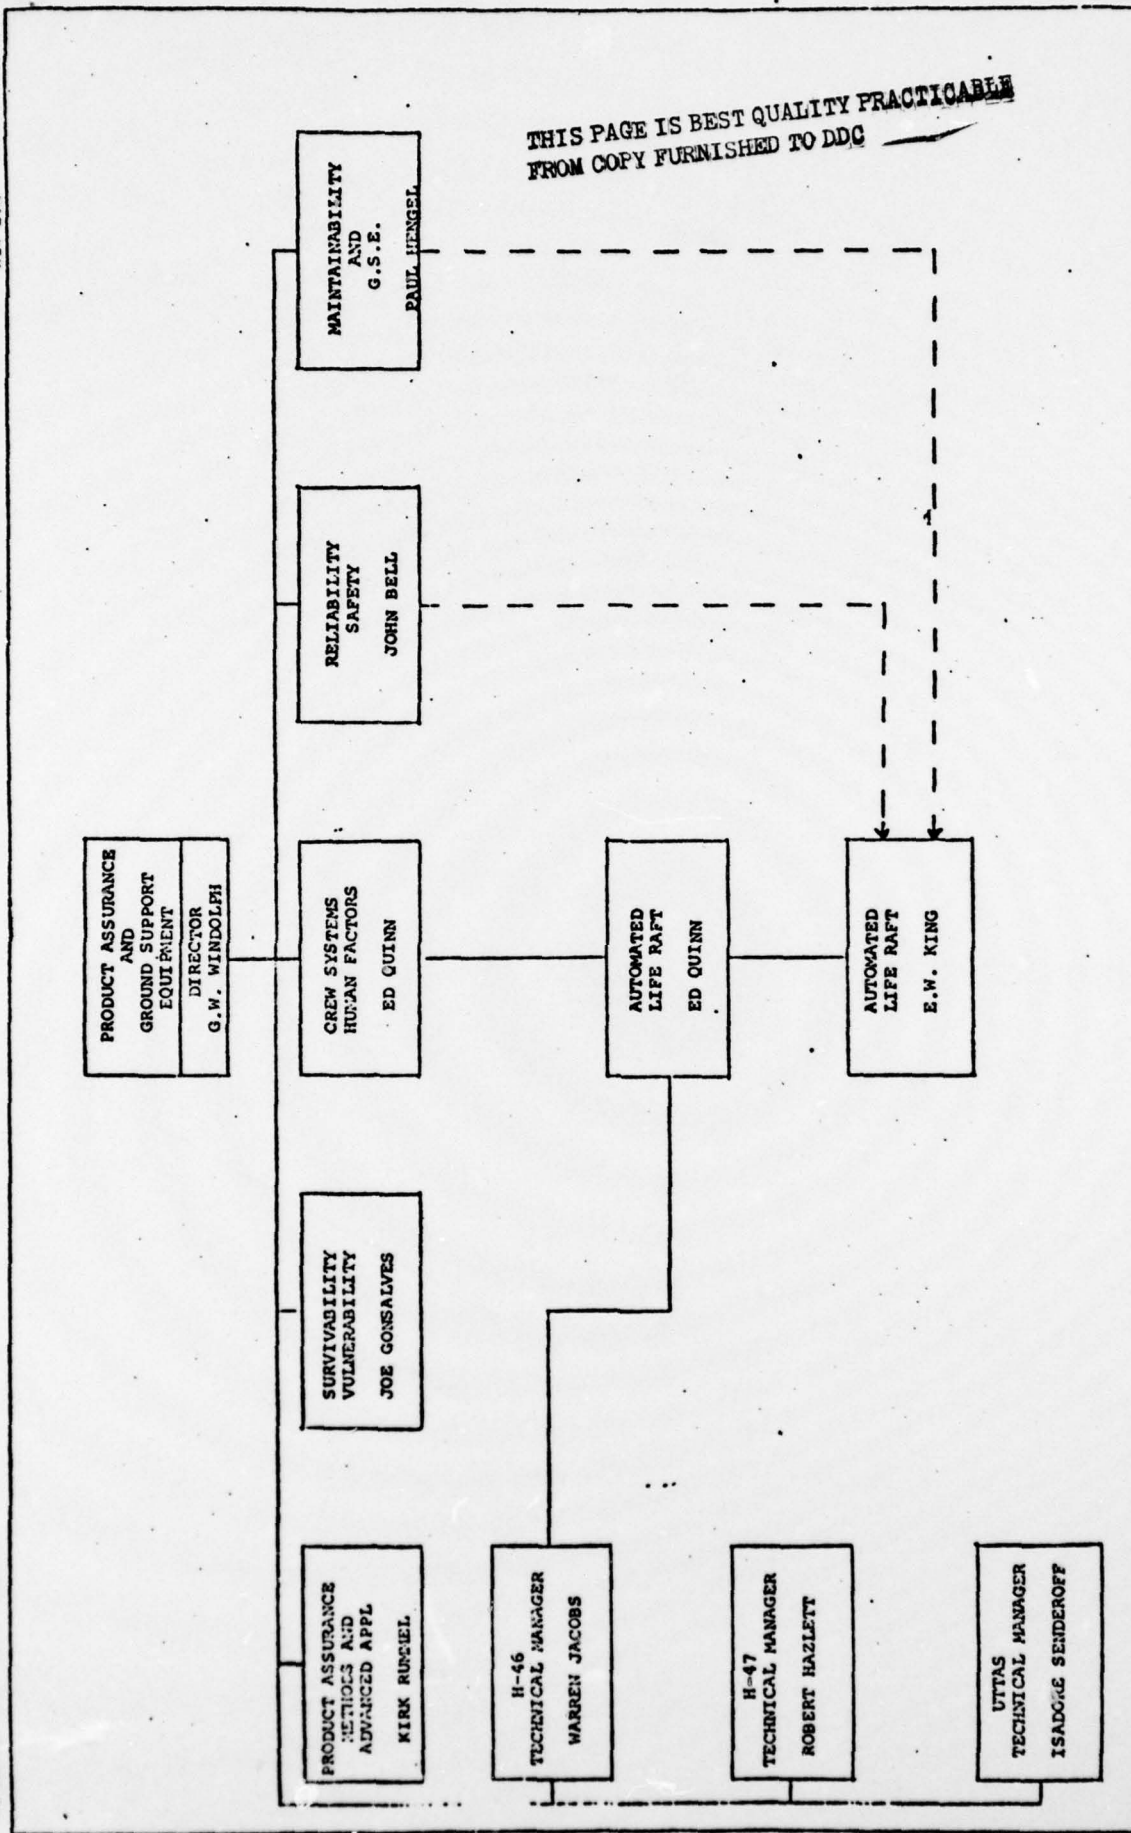 THIS PAGE IS BEST QUALITY PRACTICABLE
FROM COPY FURNISHED TO DDC
PRODUCT ASSURANCE
AND
GROUND SUPPORT
EQUIPMENT
DIRECTOR
G.W. WINDOLPH
PRODUCT ASSURANCE
METHODS AND
ADVANCED APPL
KIRK RUMMEL
SURVIVABILITY
VULNERABILITY
JOE GONSALVES
CREW SYSTEMS
HUMAN FACTORS
ED QUINN
RELIABILITY
SAFETY
JOHN BELL
MAINTAINABILITY
AND
G.S.E.
PAUL HENGEL
H-46
TECHNICAL MANAGER
WARREN JACOBS
AUTOMATED
LIFE RAFT
ED QUINN
H-47
TECHNICAL MANAGER
ROBERT HAZLETT
AUTOMATED
LIFE RAFT
E.W. KING
UTTAS
TECHNICAL MANAGER
ISADORE SENDEROFF